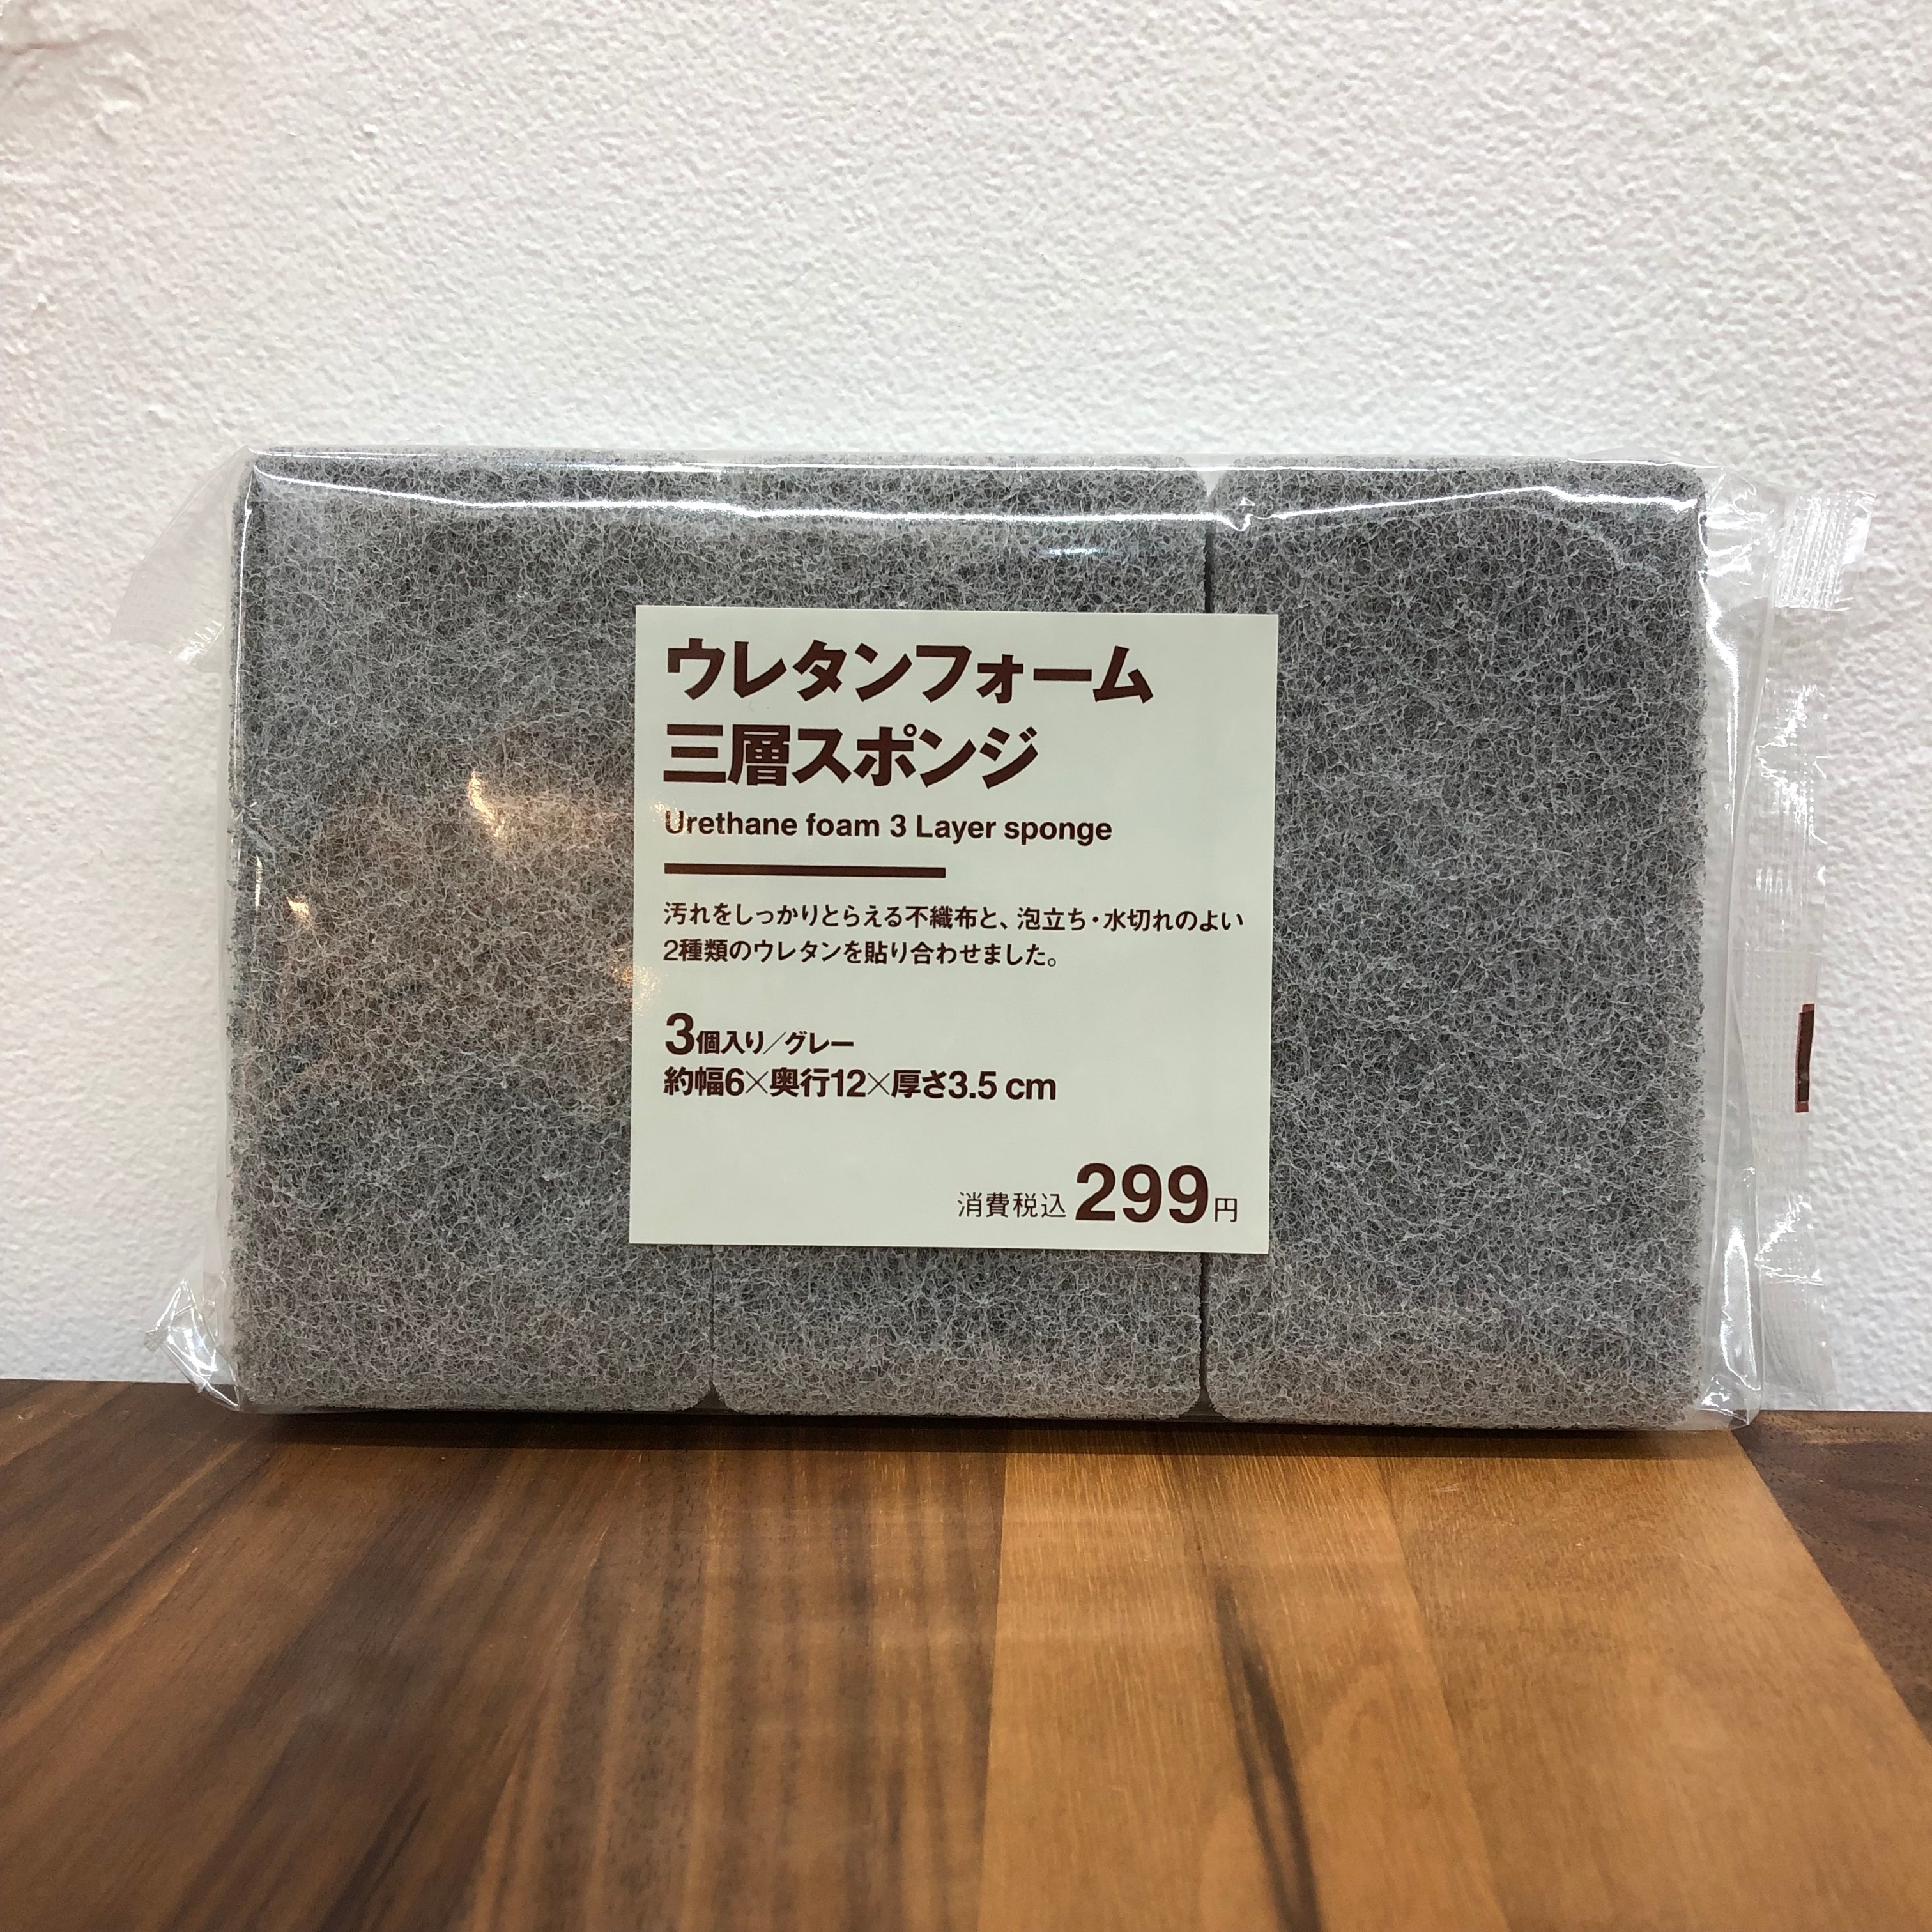 ウレタンフォーム
三層スポンジ
Urethane foam 3 Layer sponge
汚れをしっかりとらえる不織布と、泡立ち・水切れのよい
2種類のウレタンを貼り合わせました。
3個入り／グレー
約幅6×奥行12×厚さ3.5 cm
消費税込299円